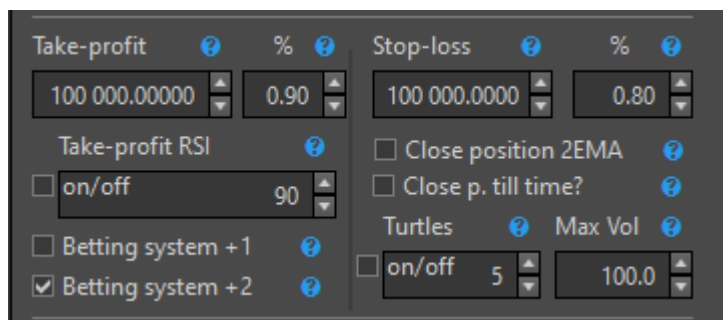 Take-profit ? % ? Stop-loss ? % ?
100 000.00000 0.90 100 000.0000 0.80
Take-profit RSI ? Close position 2EMA ?
on/off 90 Close p. till time? ?
Turtles ? Max Vol ?
Betting system +1 ? on/off 5 100.0
Betting system +2 ?